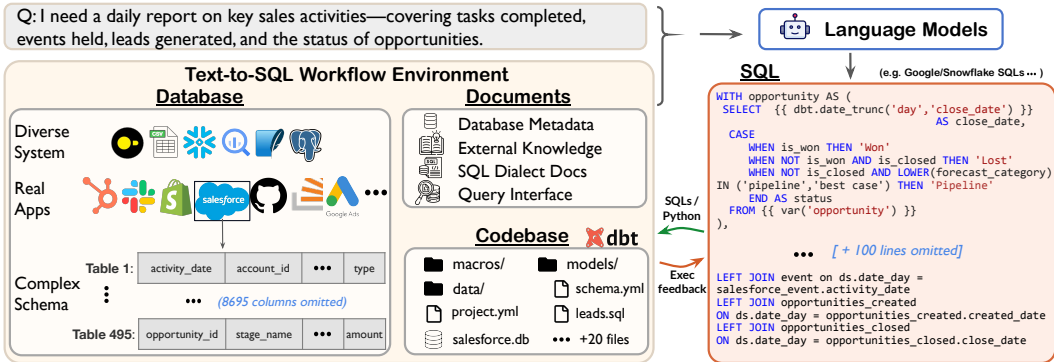 Q: I need a daily report on key sales activities—covering tasks completed,
events held, leads generated, and the status of opportunities.
Language Models
Text-to-SQL Workflow Environment
Database
Diverse
System
CSV
Real
Apps
salesforce
Google Ads
•••
Complex
Schema
Table 1:
activity_date
account_id
•••
type
••• (8695 columns omitted)
Table 495:
opportunity_id
stage_name
•••
amount
Documents
Database Metadata
External Knowledge
SQL Dialect Docs
Query Interface
Codebase
dbt
macros/
models/
data/
schema.yml
project.yml
leads.sql
salesforce.db
••• +20 files
SQLs /
Python
Exec
feedback
SQL
(e.g. Google/Snowflake SQLs •••)
WITH opportunity AS (
SELECT {{ dbt.date_trunc('day','close_date') }}
AS close_date,
CASE
WHEN is_won THEN 'Won'
WHEN NOT is_won AND is_closed THEN 'Lost'
WHEN NOT is_closed AND LOWER(forecast_category)
IN ('pipeline','best case') THEN 'Pipeline'
END AS status
FROM {{ var('opportunity') }}
),
••• [ + 100 lines omitted]
LEFT JOIN event on ds.date_day =
salesforce_event.activity_date
LEFT JOIN opportunities_created
ON ds.date_day = opportunities_created.created_date
LEFT JOIN opportunities_closed
ON ds.date_day = opportunities_closed.close_date